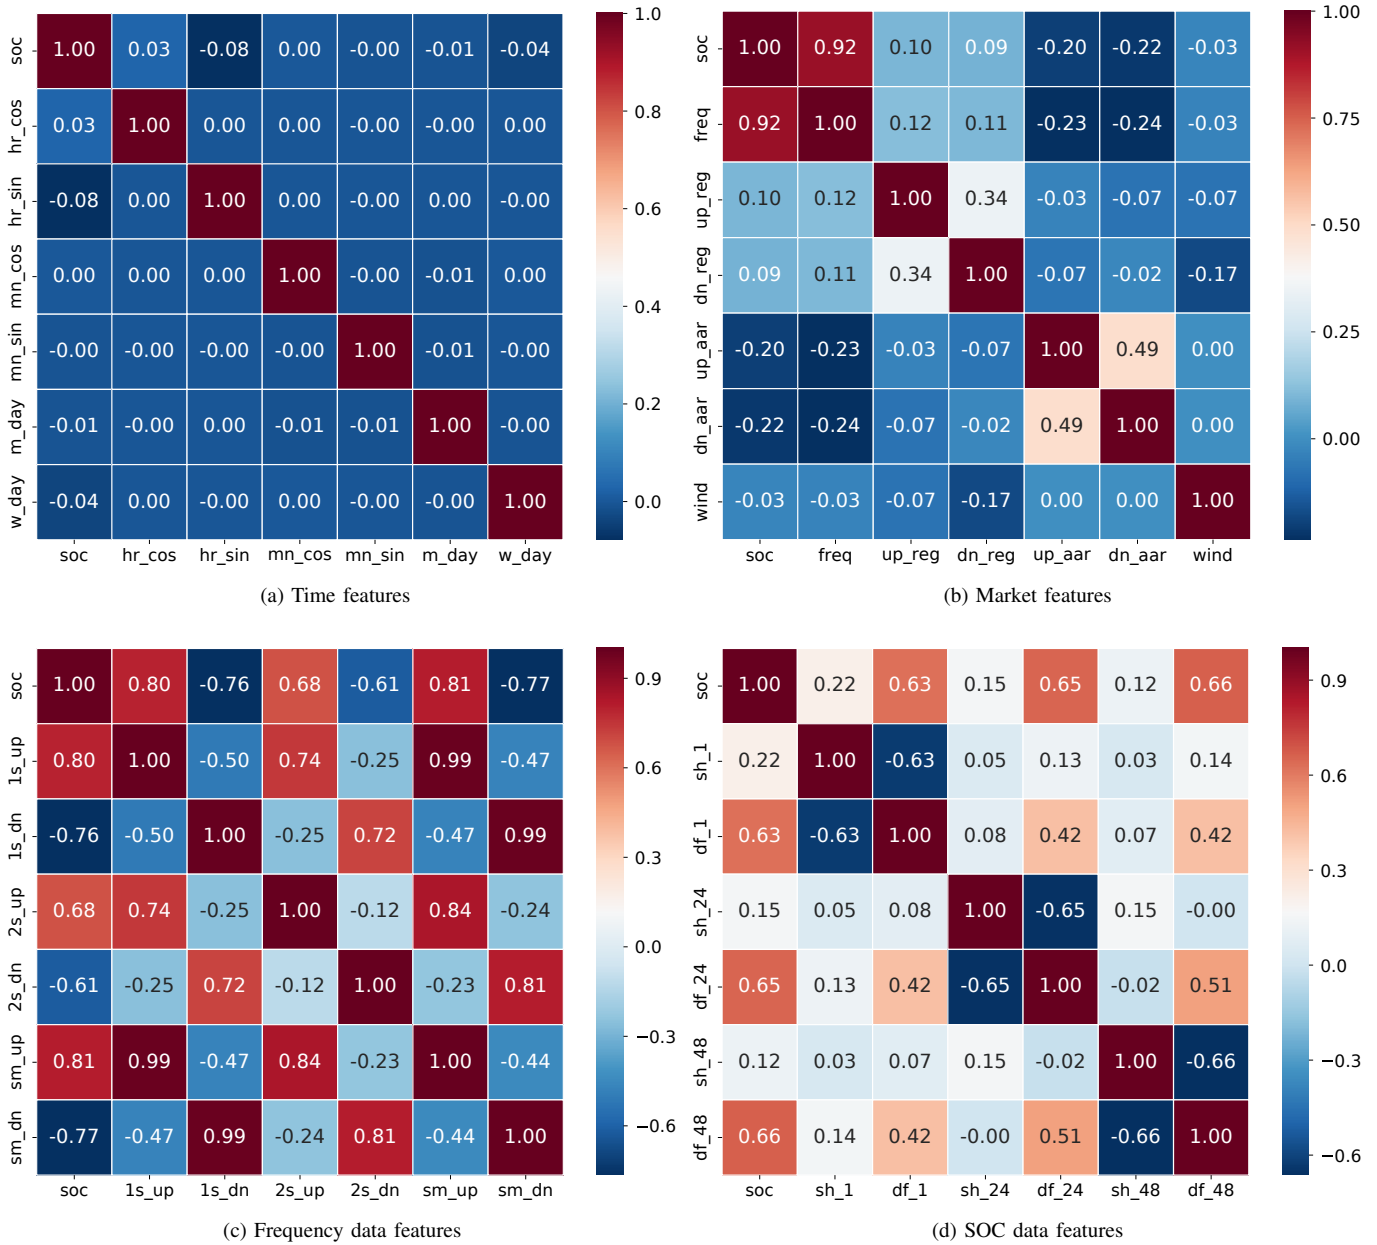 soc 1.00 0.03 -0.08 0.00 -0.00 -0.01 -0.04
hr_cos 0.03 1.00 0.00 0.00 -0.00 -0.00 0.00
hr_sin -0.08 0.00 1.00 0.00 -0.00 0.00 -0.00
mn_cos 0.00 0.00 0.00 1.00 -0.00 -0.01 0.00
mn_sin -0.00 -0.00 -0.00 -0.00 1.00 -0.01 -0.00
m_day -0.01 -0.00 0.00 -0.01 -0.01 1.00 -0.00
w_day -0.04 0.00 -0.00 0.00 -0.00 -0.00 1.00
soc hr_cos hr_sin mn_cos mn_sin m_day w_day
1.0
0.8
0.6
0.4
0.2
0.0
(a) Time features
soc 1.00 0.92 0.10 0.09 -0.20 -0.22 -0.03
freq 0.92 1.00 0.12 0.11 -0.23 -0.24 -0.03
up_reg 0.10 0.12 1.00 0.34 -0.03 -0.07 -0.07
dn_reg 0.09 0.11 0.34 1.00 -0.07 -0.02 -0.17
up_aar -0.20 -0.23 -0.03 -0.07 1.00 0.49 0.00
dn_aar -0.22 -0.24 -0.07 -0.02 0.49 1.00 0.00
wind -0.03 -0.03 -0.07 -0.17 0.00 0.00 1.00
soc freq up_reg dn_reg up_aar dn_aar wind
1.00
0.75
0.50
0.25
0.00
(b) Market features
soc 1.00 0.80 -0.76 0.68 -0.61 0.81 -0.77
1s_up 0.80 1.00 -0.50 0.74 -0.25 0.99 -0.47
1s_dn -0.76 -0.50 1.00 -0.25 0.72 -0.47 0.99
2s_up 0.68 0.74 -0.25 1.00 -0.12 0.84 -0.24
2s_dn -0.61 -0.25 0.72 -0.12 1.00 -0.23 0.81
sm_up 0.81 0.99 -0.47 0.84 -0.23 1.00 -0.44
sm_dn -0.77 -0.47 0.99 -0.24 0.81 -0.44 1.00
soc 1s_up 1s_dn 2s_up 2s_dn sm_up sm_dn
0.9
0.6
0.3
0.0
−0.3
−0.6
(c) Frequency data features
soc 1.00 0.22 0.63 0.15 0.65 0.12 0.66
sh_1 0.22 1.00 -0.63 0.05 0.13 0.03 0.14
df_1 0.63 -0.63 1.00 0.08 0.42 0.07 0.42
sh_24 0.15 0.05 0.08 1.00 -0.65 0.15 -0.00
df_24 0.65 0.13 0.42 -0.65 1.00 -0.02 0.51
sh_48 0.12 0.03 0.07 0.15 -0.02 1.00 -0.66
df_48 0.66 0.14 0.42 -0.00 0.51 -0.66 1.00
soc sh_1 df_1 sh_24 df_24 sh_48 df_48
0.9
0.6
0.3
0.0
−0.3
−0.6
(d) SOC data features